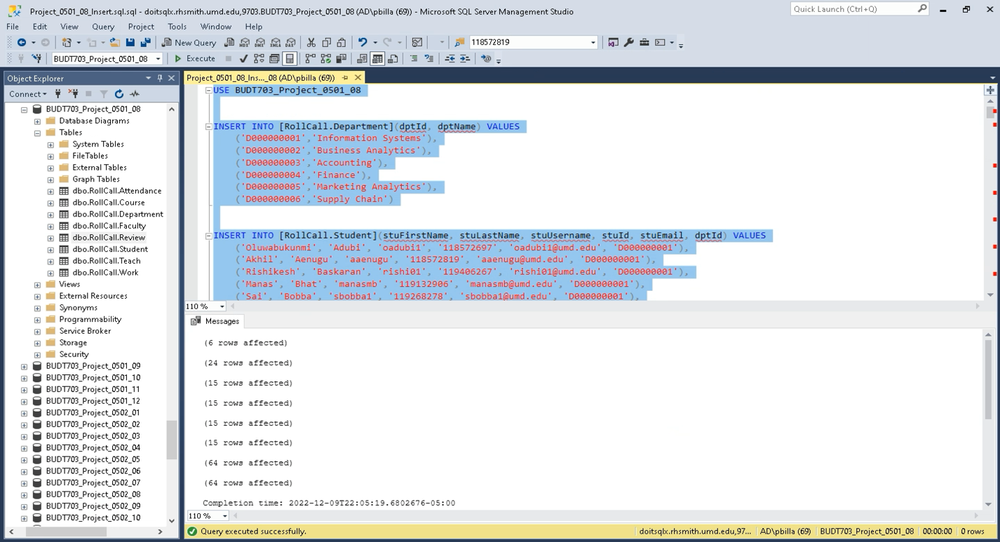 Project_0501_08_Insert.sql.sql - doitsqlx.rhsmith.umd.edu,9703.BUDT703_Project_0501_08 (AD\pbilla (69)) - Microsoft SQL Server Management Studio
Quick Launch (Ctrl+Q)
File Edit View Query Project Tools Window Help
New Query
MDX DMX XMLA DAX
118572819
BUDT703_Project_0501_08
Execute
Object Explorer
Connect
BUDT703_Project_0501_08
Database Diagrams
Tables
System Tables
FileTables
External Tables
Graph Tables
dbo.RollCall.Attendance
dbo.RollCall.Course
dbo.RollCall.Department
dbo.RollCall.Faculty
dbo.RollCall.Review
dbo.RollCall.Student
dbo.RollCall.Teach
dbo.RollCall.Work
Views
External Resources
Synonyms
Programmability
Service Broker
Storage
Security
BUDT703_Project_0501_09
BUDT703_Project_0501_10
BUDT703_Project_0501_11
BUDT703_Project_0501_12
BUDT703_Project_0502_01
BUDT703_Project_0502_02
BUDT703_Project_0502_03
BUDT703_Project_0502_04
BUDT703_Project_0502_05
BUDT703_Project_0502_06
BUDT703_Project_0502_07
BUDT703_Project_0502_08
BUDT703_Project_0502_09
BUDT703_Project_0502_10
Project_0501_08_Ins..._08 (AD\pbilla (69))
USE BUDT703_Project_0501_08
INSERT INTO [RollCall.Department](dptId, dptName) VALUES
('D000000001','Information Systems'),
('D000000002','Business Analytics'),
('D000000003','Accounting'),
('D000000004','Finance'),
('D000000005','Marketing Analytics'),
('D000000006','Supply Chain')
INSERT INTO [RollCall.Student](stuFirstName, stuLastName, stuUsername, stuId, stuEmail, dptId) VALUES
('Oluwabukunmi', 'Adubi', 'oadubi1', '118572697', 'oadubi1@umd.edu', 'D000000001'),
('Akhil', 'Aenugu', 'aaenugu', '118572819', 'aaenugu@umd.edu', 'D000000001'),
('Rishikesh', 'Baskaran', 'rishi01', '119406267', 'rishi01@umd.edu', 'D000000001'),
('Manas', 'Bhat', 'manasmb', '119132906', 'manasmb@umd.edu', 'D000000001'),
('Sai', 'Bobba', 'sbobba1', '119268278', 'sbobba1@umd.edu', 'D000000001'),
110 %
Messages
(6 rows affected)
(24 rows affected)
(15 rows affected)
(15 rows affected)
(15 rows affected)
(15 rows affected)
(64 rows affected)
(64 rows affected)
Completion time: 2022-12-09T22:05:19.6802676-05:00
110 %
Query executed successfully.
doitsqlx.rhsmith.umd.edu,97... AD\pbilla (69) BUDT703_Project_0501_08 00:00:00 0 rows